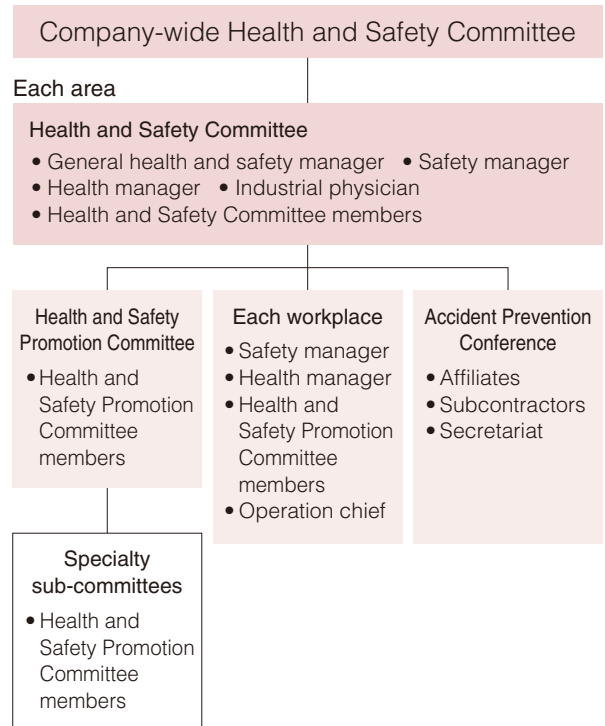 Company-wide Health and Safety Committee
Each area
Health and Safety Committee
• General health and safety manager • Safety manager
• Health manager • Industrial physician
• Health and Safety Committee members
Health and Safety
Promotion Committee
• Health and
Safety Promotion
Committee
members
Each workplace
• Safety manager
• Health manager
• Health and
Safety Promotion
Committee
members
• Operation chief
Accident Prevention
Conference
• Affiliates
• Subcontractors
• Secretariat
Specialty
sub-committees
• Health and
Safety Promotion
Committee
members